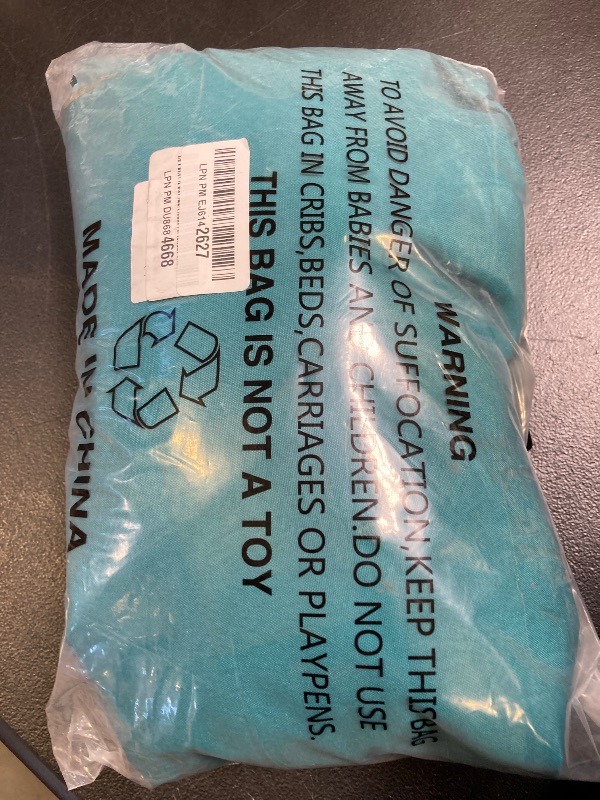 WARNING
TO AVOID DANGER OF SUFFOCATION,KEEP THIS BAG
AWAY FROM BABIES AND CHILDREN.DO NOT USE
THIS BAG IN CRIBS,BEDS,CARRIAGES OR PLAYPENS.
THIS BAG IS NOT A TOY
MADE IN CHINA
LPN PM EJ6142627
LPN PM DU8684668